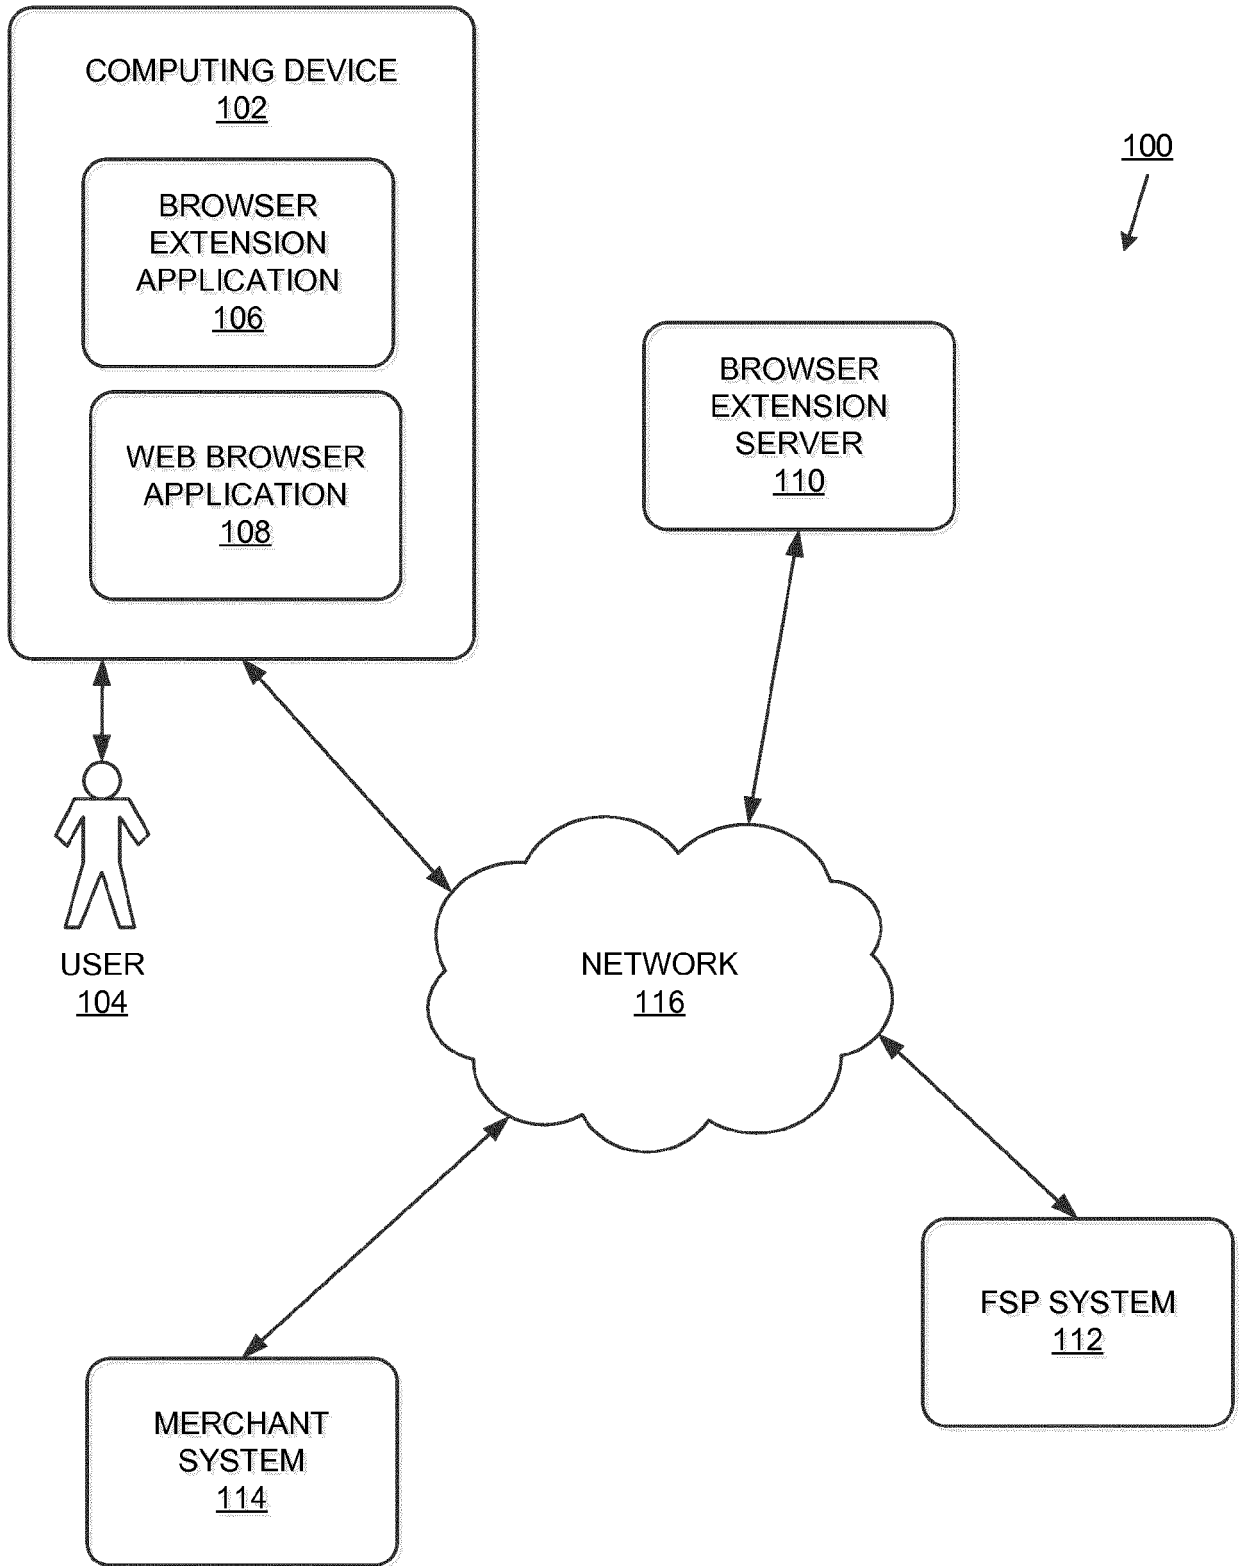 COMPUTING DEVICE
102
BROWSER
EXTENSION
APPLICATION
106
WEB BROWSER
APPLICATION
108
100
BROWSER
EXTENSION
SERVER
110
USER
104
NETWORK
116
FSP SYSTEM
112
MERCHANT
SYSTEM
114